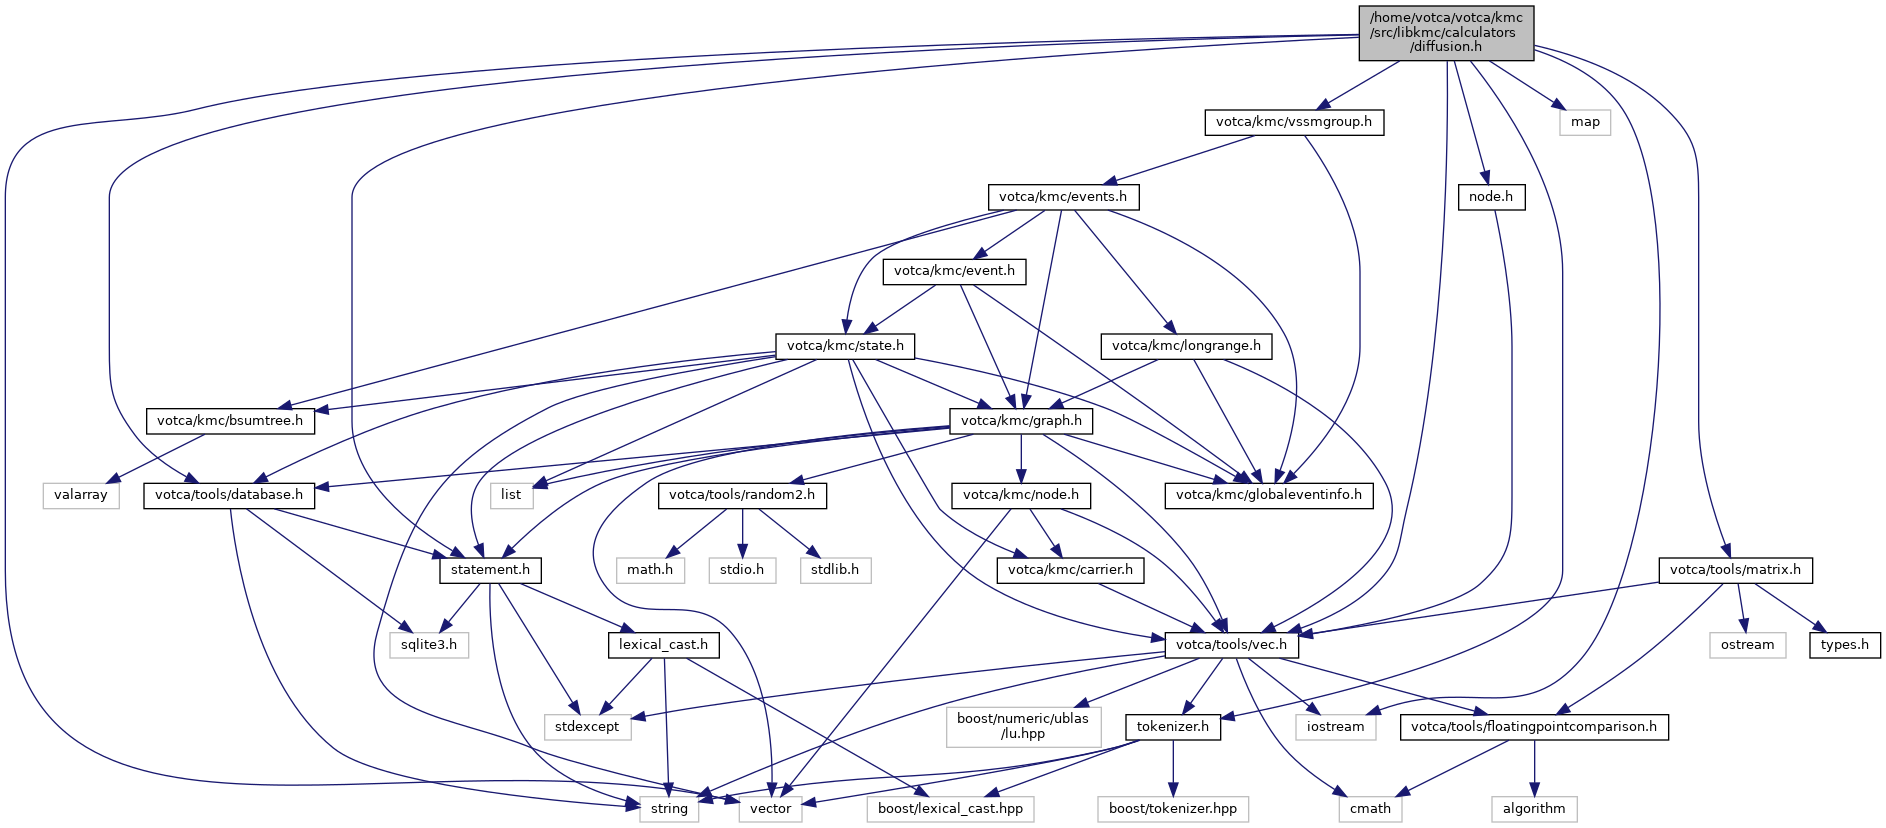 /home/votca/votca/kmc
/src/libkmc/calculators
/diffusion.h
votca/kmc/vssmgroup.h
map
votca/kmc/events.h
node.h
votca/kmc/event.h
votca/kmc/state.h
votca/kmc/longrange.h
votca/kmc/bsumtree.h
votca/kmc/graph.h
valarray
votca/tools/database.h
list
votca/tools/random2.h
votca/kmc/node.h
votca/kmc/globaleventinfo.h
statement.h
math.h
stdio.h
stdlib.h
votca/kmc/carrier.h
votca/tools/matrix.h
sqlite3.h
lexical_cast.h
votca/tools/vec.h
ostream
types.h
stdexcept
boost/numeric/ublas
/lu.hpp
tokenizer.h
iostream
votca/tools/floatingpointcomparison.h
string
vector
boost/lexical_cast.hpp
boost/tokenizer.hpp
cmath
algorithm